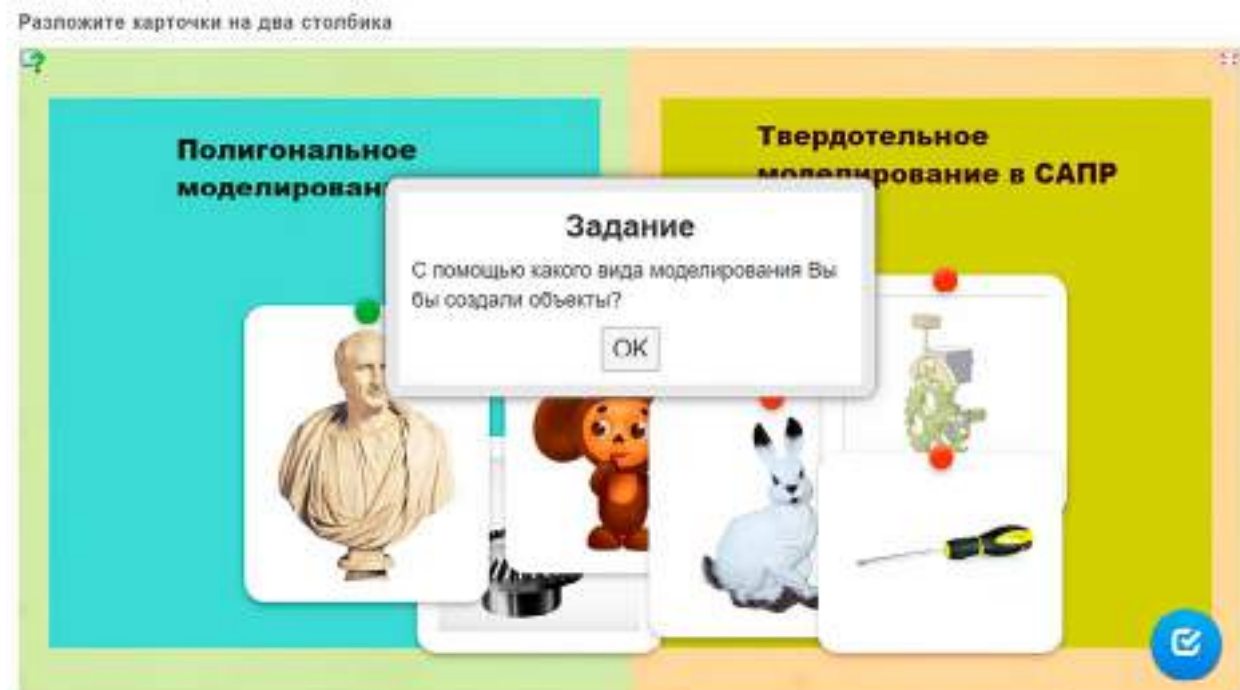 Разложите карточки на два столбика
Полигональное
моделирован
Твердотельное
моделирование в САПР
Задание
С помощью какого вида моделирования Вы
бы создали объекты?
OK